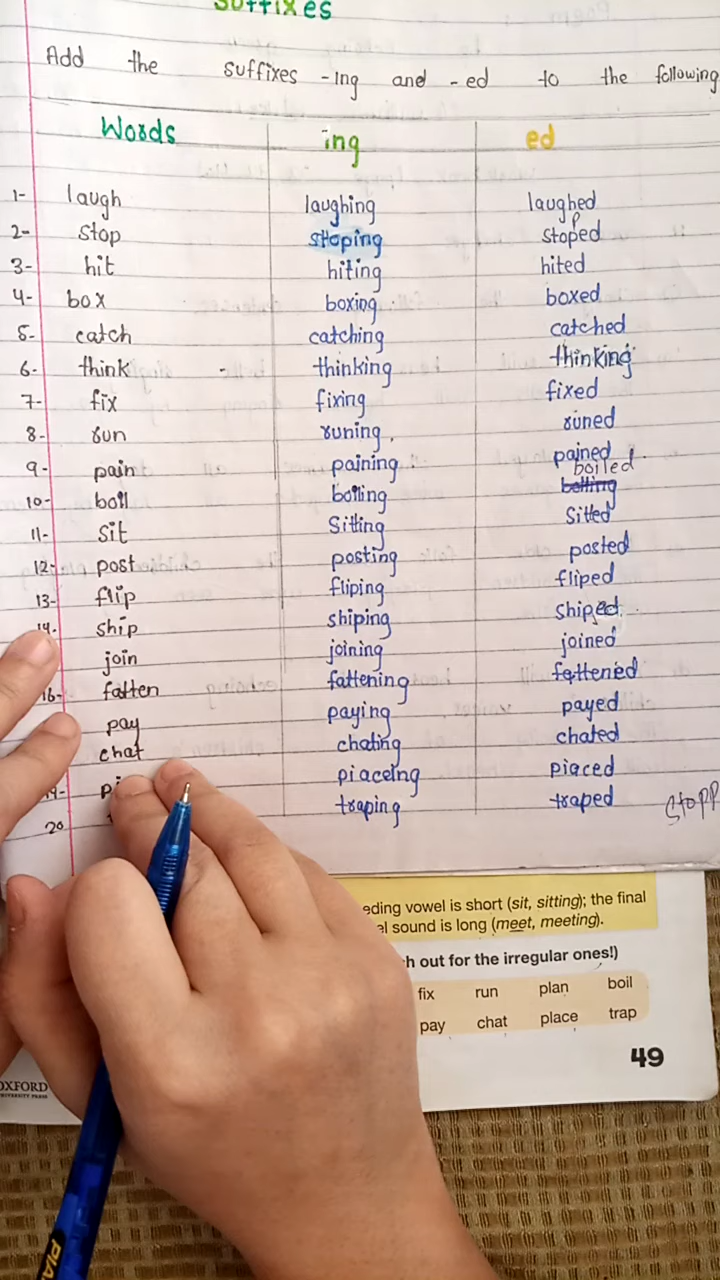 Suffixes
Add the suffixes -ing and -ed to the following
Words ing ed
1- laugh laughing laughed
2- stop stoping stoped
3- hit hiting hited
4- box boxing boxed
5- catch catching catched
6- think thinking thinking
7- fix fixing fixed
8- run runing runed
9- pain paining pained
10- boil boiling boiled
11- sit Sitting Sitted
12- post posting posted
13- flip fliping fliped
14- ship shiping shiped
join joining joined
16- fatten fattening fattened
pay paying payed
chat chating chated
19- piaceing piaced
20 traping traped
Stopp
eding vowel is short (sit, sitting); the final
al sound is long (meet, meeting).
h out for the irregular ones!)
fix run plan boil
pay chat place trap
49
OXFORD
UNIVERSITY PRESS